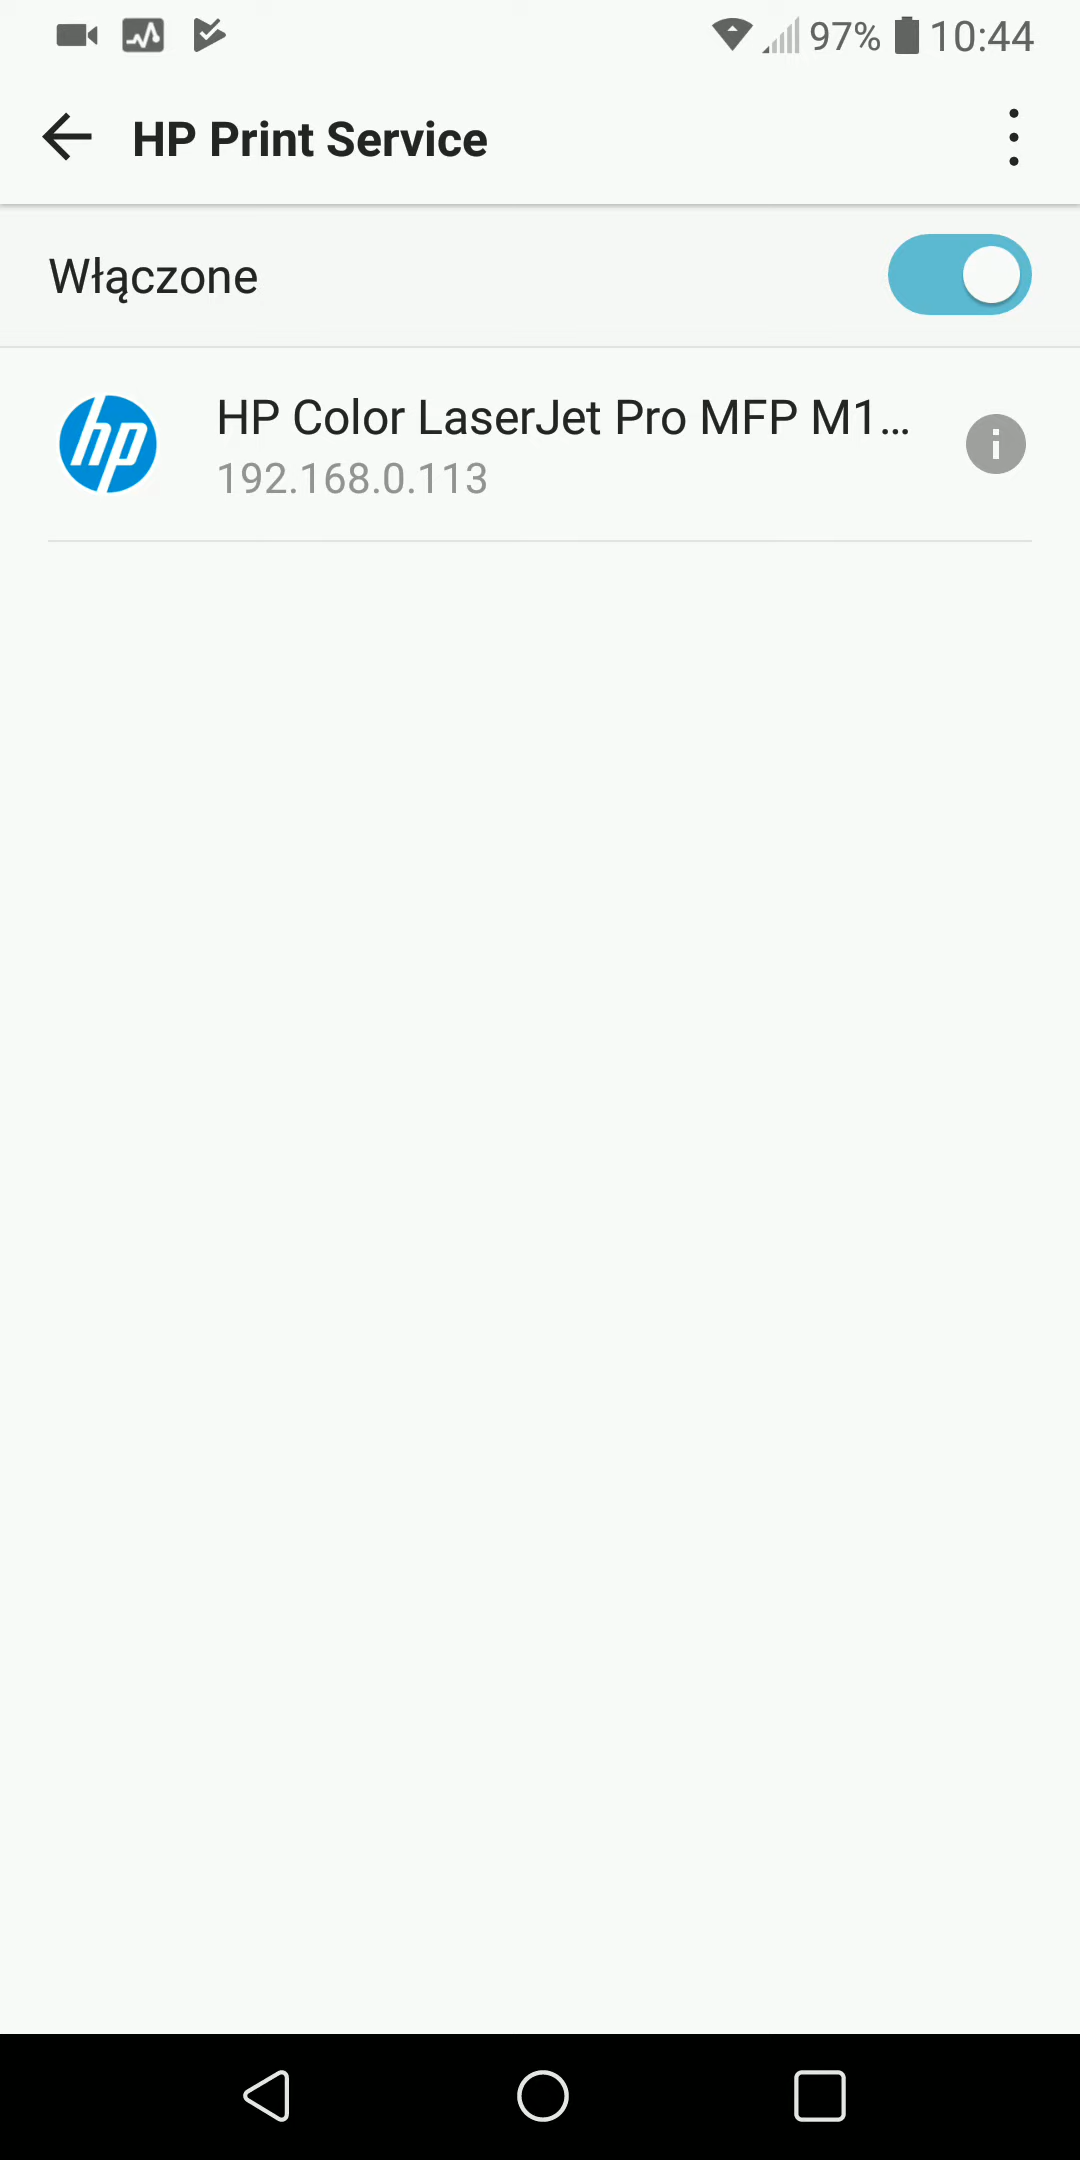 97% 10:44
HP Print Service
Włączone
hp
HP Color LaserJet Pro MFP M1...
192.168.0.113